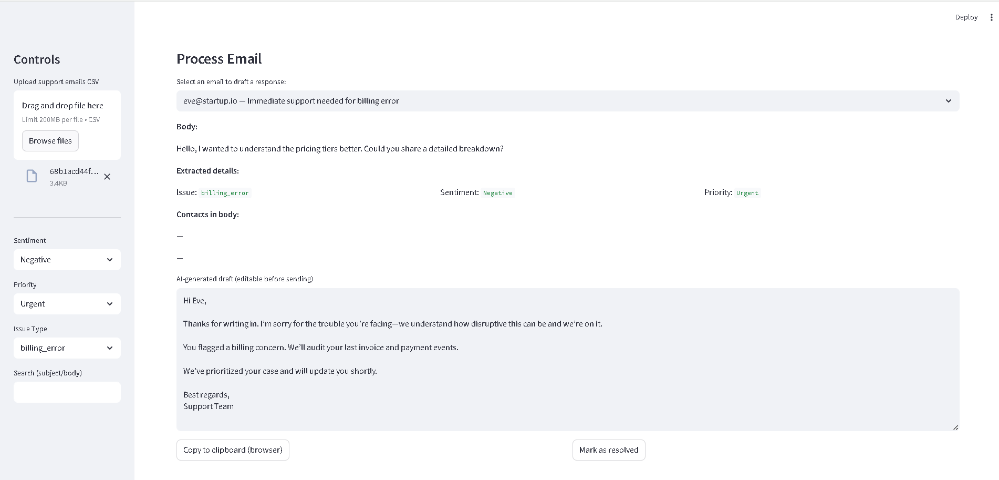 Deploy
Controls
Upload support emails CSV
Drag and drop file here
Limit 200MB per file • CSV
Browse files
68b1acd44f...
3.4KB
Sentiment
Negative
Priority
Urgent
Issue Type
billing_error
Search (subject/body)
Process Email
Select an email to draft a response:
eve@startup.io — Immediate support needed for billing error
Body:
Hello, I wanted to understand the pricing tiers better. Could you share a detailed breakdown?
Extracted details:
Issue: billing_error Sentiment: Negative Priority: Urgent
Contacts in body:
—
—
AI-generated draft (editable before sending)
Hi Eve,
Thanks for writing in. I’m sorry for the trouble you’re facing—we understand how disruptive this can be and we’re on it.
You flagged a billing concern. We’ll audit your last invoice and payment events.
We’ve prioritized your case and will update you shortly.
Best regards,
Support Team
Copy to clipboard (browser) Mark as resolved